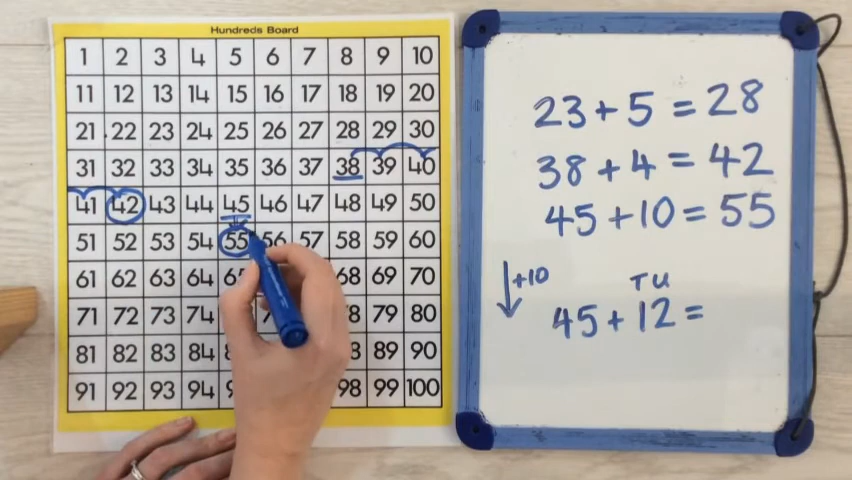 Hundreds Board
1 2 3 4 5 6 7 8 9 10
11 12 13 14 15 16 17 18 19 20
21 22 23 24 25 26 27 28 29 30
31 32 33 34 35 36 37 38 39 40
41 42 43 44 45 46 47 48 49 50
51 52 53 54 55 56 57 58 59 60
61 62 63 64 68 69 70
71 72 73 74 79 80
81 82 83 84 89 90
91 92 93 94 98 99 100
23 + 5 = 28
38 + 4 = 42
45 + 10 = 55
+10 T U
45 + 12 =